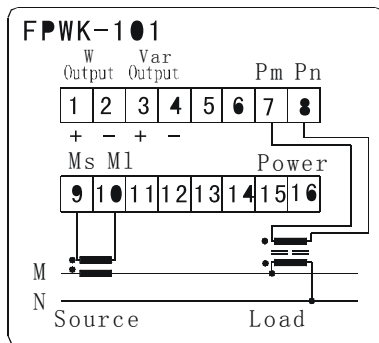 FPWK-101
W Output Var Output Pm Pn
1 2 3 4 5 6 7 8
+ - + -
Ms Ml Power
9 10 11 12 13 14 15 16
M
N
Source Load